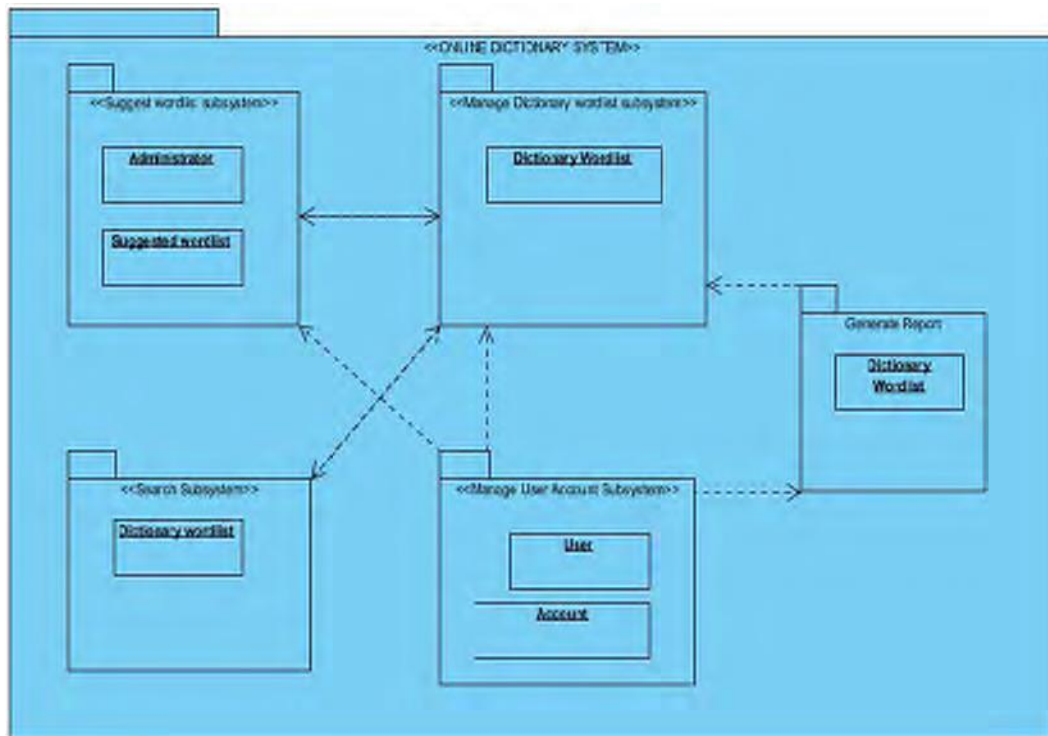 <<ONLINE DICTIONARY SYSTEM>>
<<Suggest wordlist subsystem>>
<<Manage Dictionary wordlist subsystem>>
Administrator
Dictionary Wordlist
Suggested wordlist
Generate Report
Dictionary
Wordlist
<<Search Subsystem>>
<<Manage User Account Subsystem>>
Dictionary wordlist
User
Account